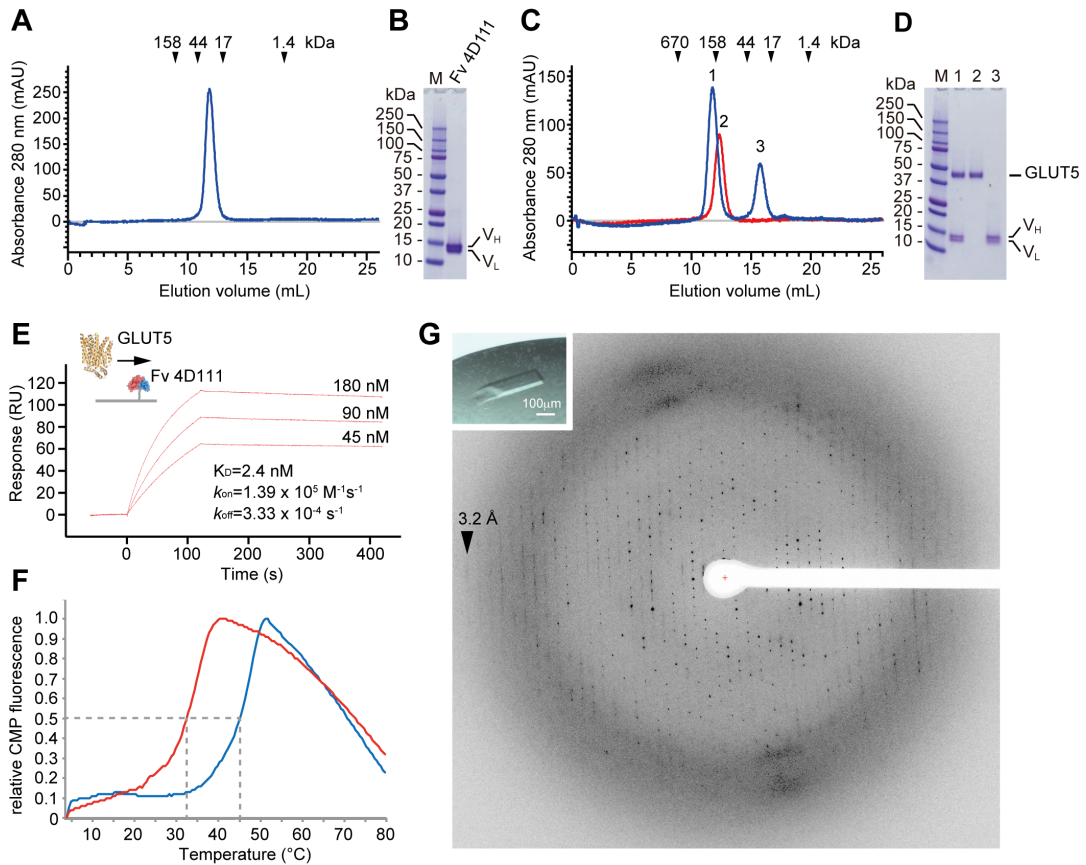 A
158 44 17 1.4 kDa
Absorbance 280 nm (mAU)
250
200
150
100
50
0
0 5 10 15 20 25
Elution volume (mL)
B
M Fv 4D111
kDa
250
150
100
75
50
37
25
20
15
10
VH
VL
C
670 158 44 17 1.4 kDa
Absorbance 280 nm (mAU)
150
100
50
0
1
2
3
0 5 10 15 20 25
Elution volume (mL)
D
M 1 2 3
kDa
250
150
100
75
50
37
25
20
15
10
GLUT5
VH
VL
E
GLUT5
Fv 4D111
Response (RU)
120
100
80
60
40
20
0
180 nM
90 nM
45 nM
KD=2.4 nM
kon=1.39 x 10⁵ M⁻¹s⁻¹
koff=3.33 x 10⁻⁴ s⁻¹
0 100 200 300 400
Time (s)
F
relative CMP fluorescence
1.0
0.9
0.8
0.7
0.6
0.5
0.4
0.3
0.2
0.1
0
10 20 30 40 50 60 70 80
Temperature (°C)
G
100μm
3.2 Å